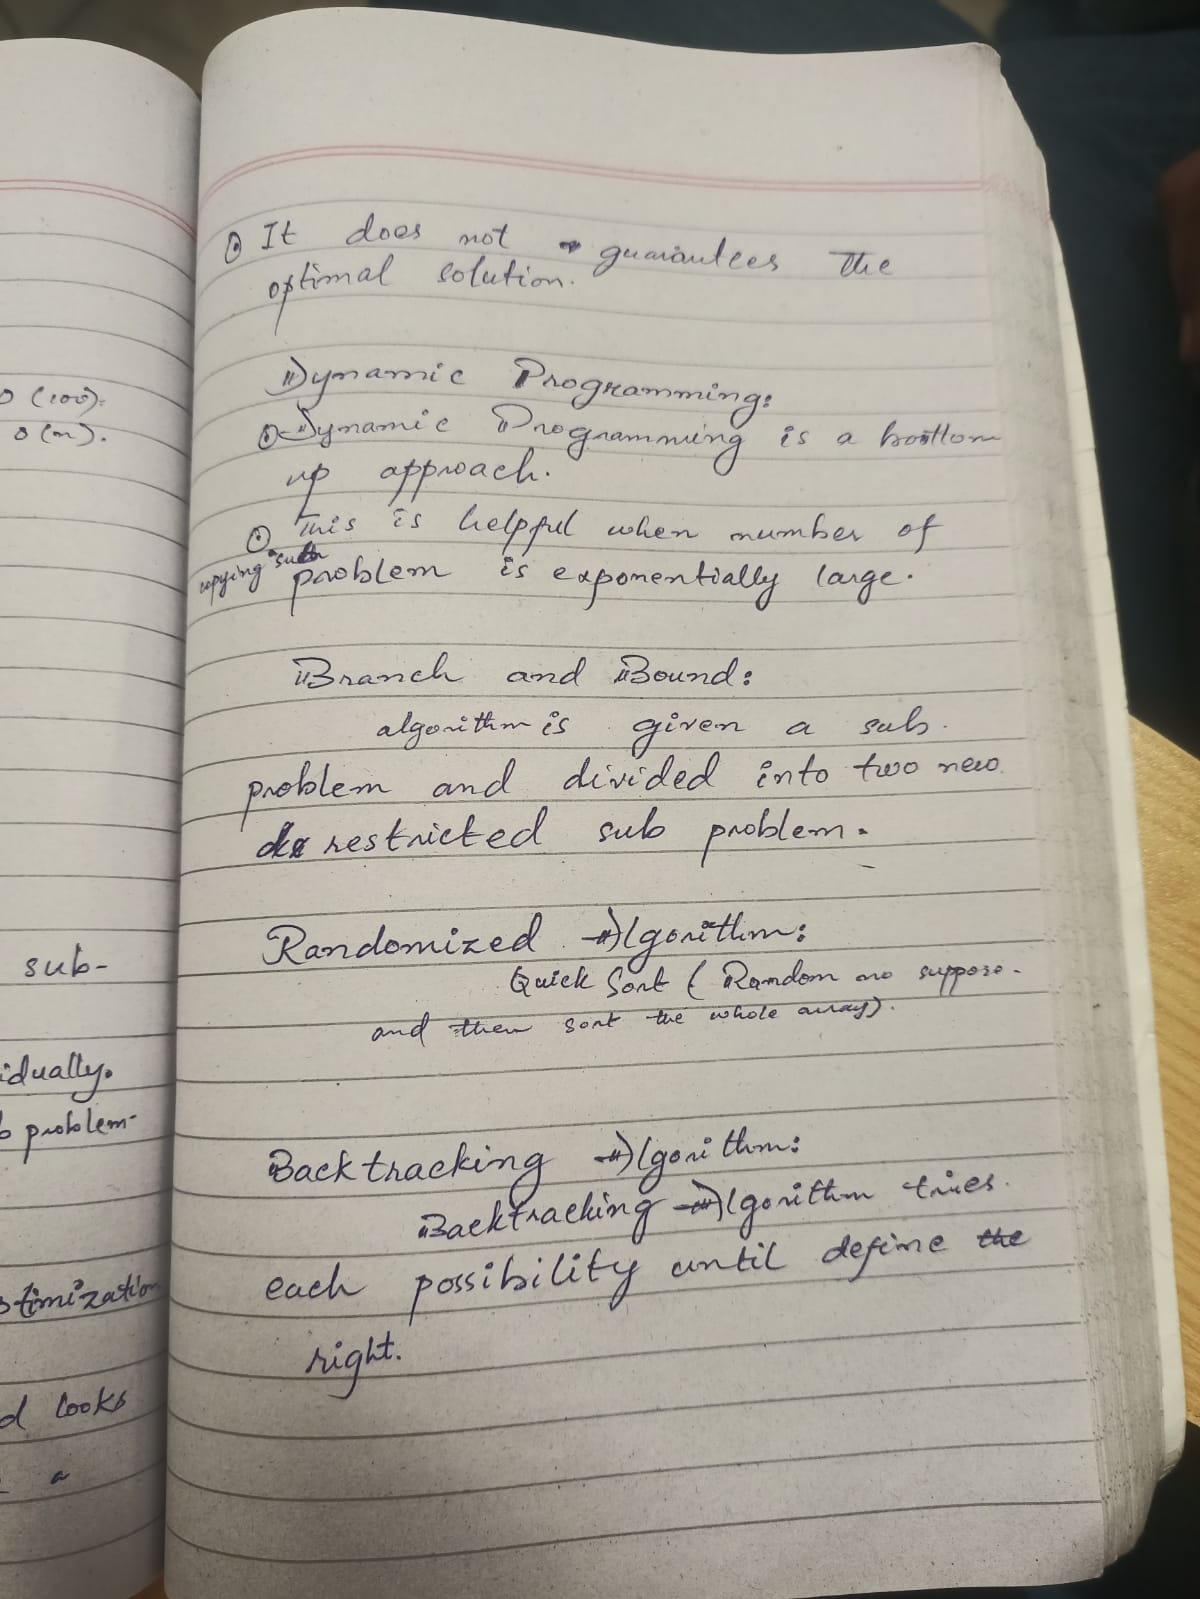 0 (100).
0 (n).
sub-
idually.
b problem-
timization
d looks
a
It does not guarantees the
optimal solution.
Dynamic Programming:
Dynamic Programming is a bottom
up approach.
This is helpful when number of
copying sub
problem is exponentially large.
Branch and Bound:
algorithm is given a sub.
problem and divided into two new
restricted sub problem.
Randomized Algorithm:
Quick Sort ( Random no suppose.
and then sort the whole array).
Backtracking Algorithm:
Backtracking Algorithm tries.
each possibility until define the
right.